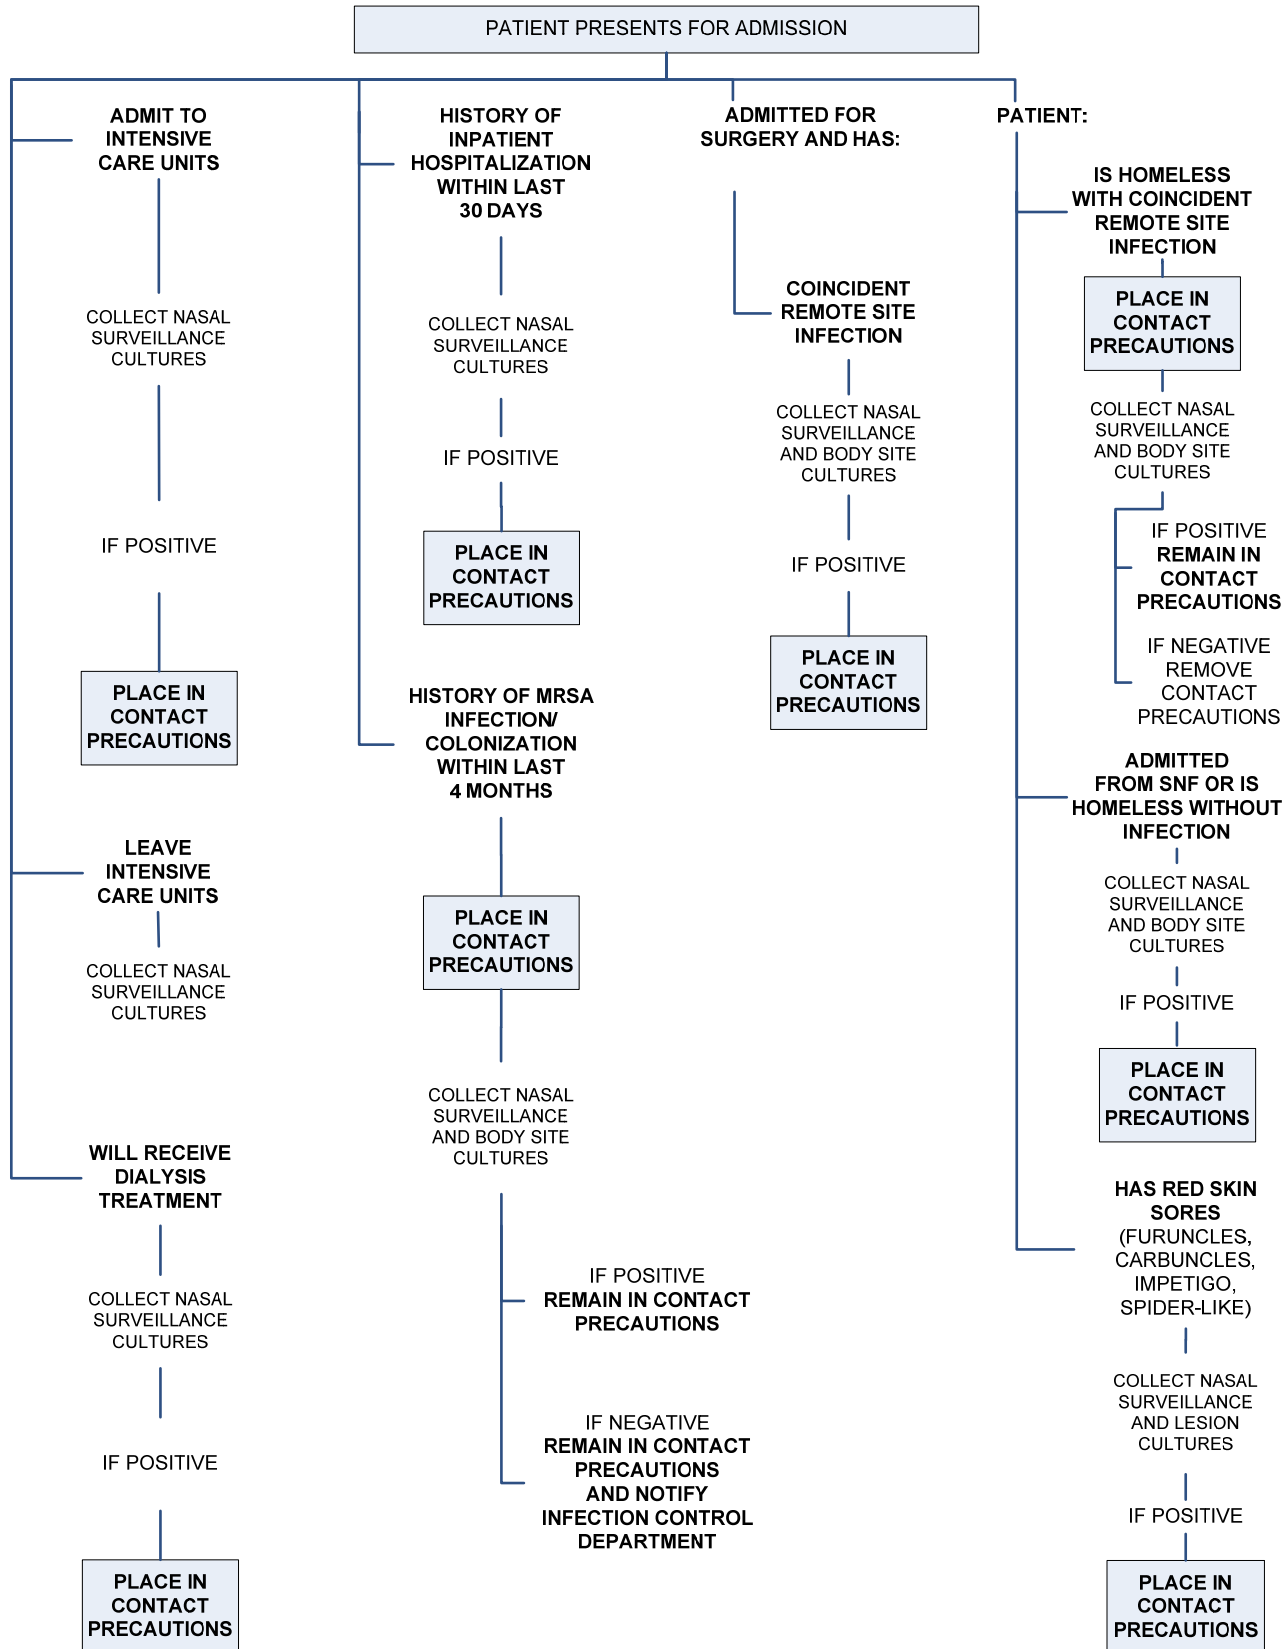 PATIENT PRESENTS FOR ADMISSION
ADMIT TO
INTENSIVE
CARE UNITS
COLLECT NASAL
SURVEILLANCE
CULTURES
IF POSITIVE
PLACE IN
CONTACT
PRECAUTIONS
LEAVE
INTENSIVE
CARE UNITS
COLLECT NASAL
SURVEILLANCE
CULTURES
WILL RECEIVE
DIALYSIS
TREATMENT
COLLECT NASAL
SURVEILLANCE
CULTURES
IF POSITIVE
PLACE IN
CONTACT
PRECAUTIONS
HISTORY OF
INPATIENT
HOSPITALIZATION
WITHIN LAST
30 DAYS
COLLECT NASAL
SURVEILLANCE
CULTURES
IF POSITIVE
PLACE IN
CONTACT
PRECAUTIONS
HISTORY OF MRSA
INFECTION/
COLONIZATION
WITHIN LAST
4 MONTHS
PLACE IN
CONTACT
PRECAUTIONS
COLLECT NASAL
SURVEILLANCE
AND BODY SITE
CULTURES
IF POSITIVE
REMAIN IN CONTACT
PRECAUTIONS
IF NEGATIVE
REMAIN IN CONTACT
PRECAUTIONS
AND NOTIFY
INFECTION CONTROL
DEPARTMENT
ADMITTED FOR
SURGERY AND HAS:
COINCIDENT
REMOTE SITE
INFECTION
COLLECT NASAL
SURVEILLANCE
AND BODY SITE
CULTURES
IF POSITIVE
PLACE IN
CONTACT
PRECAUTIONS
PATIENT:
IS HOMELESS
WITH COINCIDENT
REMOTE SITE
INFECTION
PLACE IN
CONTACT
PRECAUTIONS
COLLECT NASAL
SURVEILLANCE
AND BODY SITE
CULTURES
IF POSITIVE
REMAIN IN
CONTACT
PRECAUTIONS
IF NEGATIVE
REMOVE
CONTACT
PRECAUTIONS
ADMITTED
FROM SNF OR IS
HOMELESS WITHOUT
INFECTION
COLLECT NASAL
SURVEILLANCE
AND BODY SITE
CULTURES
IF POSITIVE
PLACE IN
CONTACT
PRECAUTIONS
HAS RED SKIN
SORES
(FURUNCLES,
CARBUNCLES,
IMPETIGO,
SPIDER-LIKE)
COLLECT NASAL
SURVEILLANCE
AND LESION
CULTURES
IF POSITIVE
PLACE IN
CONTACT
PRECAUTIONS